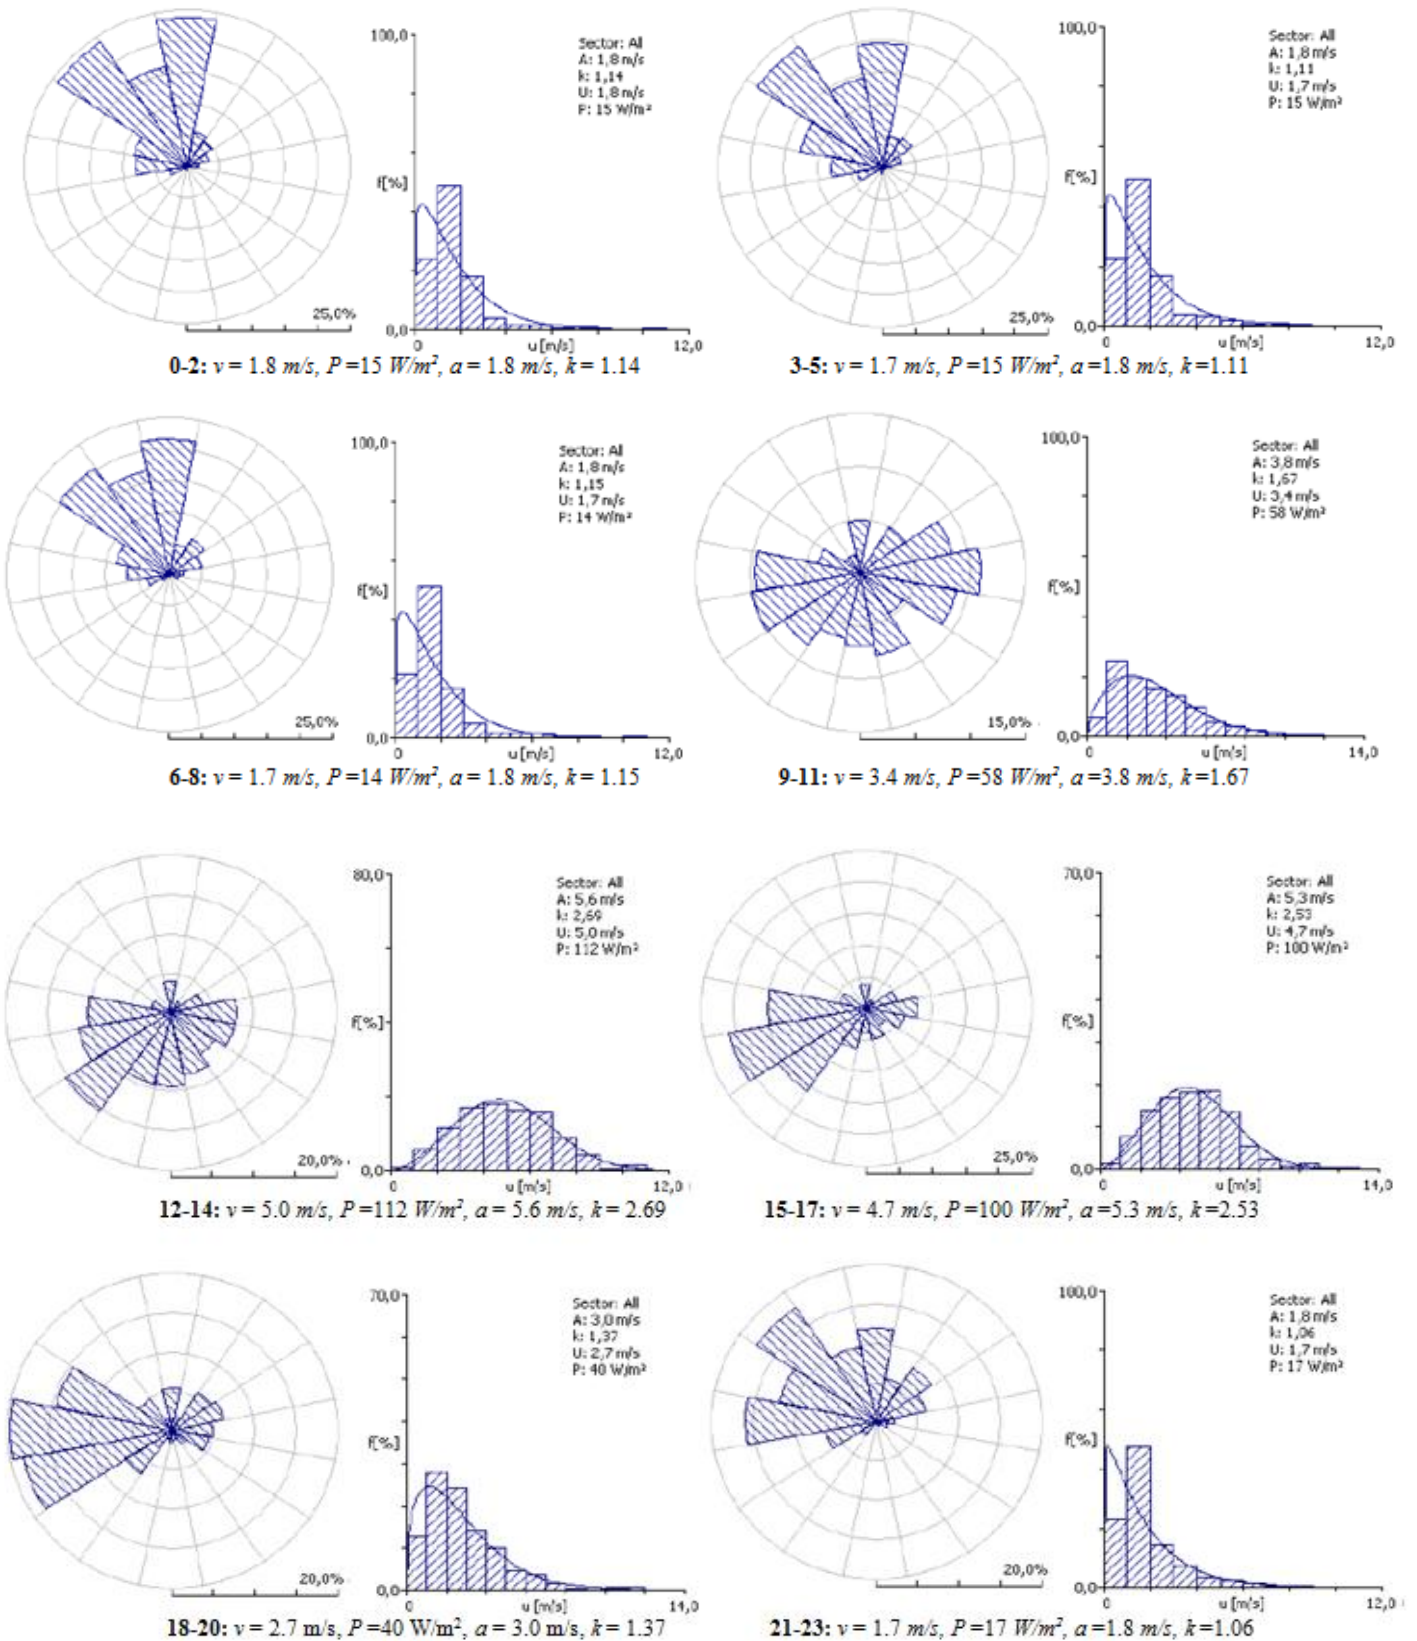 100,0
Sector: All
A: 1,8 m/s
k: 1,14
U: 1,8 m/s
P: 15 W/m²
f[%]
25,0%
0,0
0
u [m/s]
12,0
0-2: v = 1.8 m/s, P =15 W/m², a = 1.8 m/s, k = 1.14
100,0
Sector: All
A: 1,8 m/s
k: 1,11
U: 1,7 m/s
P: 15 W/m²
f[%]
25,0%
0,0
0
u [m/s]
12,0
3-5: v = 1.7 m/s, P =15 W/m², a =1.8 m/s, k =1.11
100,0
Sector: All
A: 1,8 m/s
k: 1,15
U: 1,7 m/s
P: 14 W/m²
f[%]
25,0%
0,0
0
u [m/s]
12,0
6-8: v = 1.7 m/s, P =14 W/m², a = 1.8 m/s, k = 1.15
100,0
Sector: All
A: 3,8 m/s
k: 1,67
U: 3,4 m/s
P: 58 W/m²
f[%]
15,0%
0,0
0
u [m/s]
14,0
9-11: v = 3.4 m/s, P =58 W/m², a =3.8 m/s, k =1.67
80,0
Sector: All
A: 5,6 m/s
k: 2,69
U: 5,0 m/s
P: 112 W/m²
f[%]
20,0%
0,0
0
u [m/s]
12,0
12-14: v = 5.0 m/s, P =112 W/m², a = 5.6 m/s, k = 2.69
70,0
Sector: All
A: 5,3 m/s
k: 2,53
U: 4,7 m/s
P: 100 W/m²
f[%]
25,0%
0,0
0
u [m/s]
14,0
15-17: v = 4.7 m/s, P =100 W/m², a =5.3 m/s, k =2.53
70,0
Sector: All
A: 3,0 m/s
k: 1,37
U: 2,7 m/s
P: 40 W/m²
f[%]
20,0%
0,0
0
u [m/s]
14,0
18-20: v = 2.7 m/s, P =40 W/m², a = 3.0 m/s, k = 1.37
100,0
Sector: All
A: 1,8 m/s
k: 1,06
U: 1,7 m/s
P: 17 W/m²
f[%]
20,0%
0,0
0
u [m/s]
12,0
21-23: v = 1.7 m/s, P =17 W/m², a =1.8 m/s, k =1.06